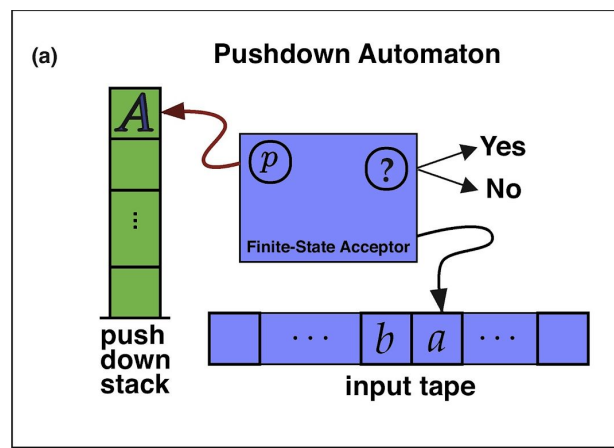 (a)
Pushdown Automaton
A
p
?
Yes
No
⋮
Finite-State Acceptor
push
down
stack
· · · b a · · ·
input tape